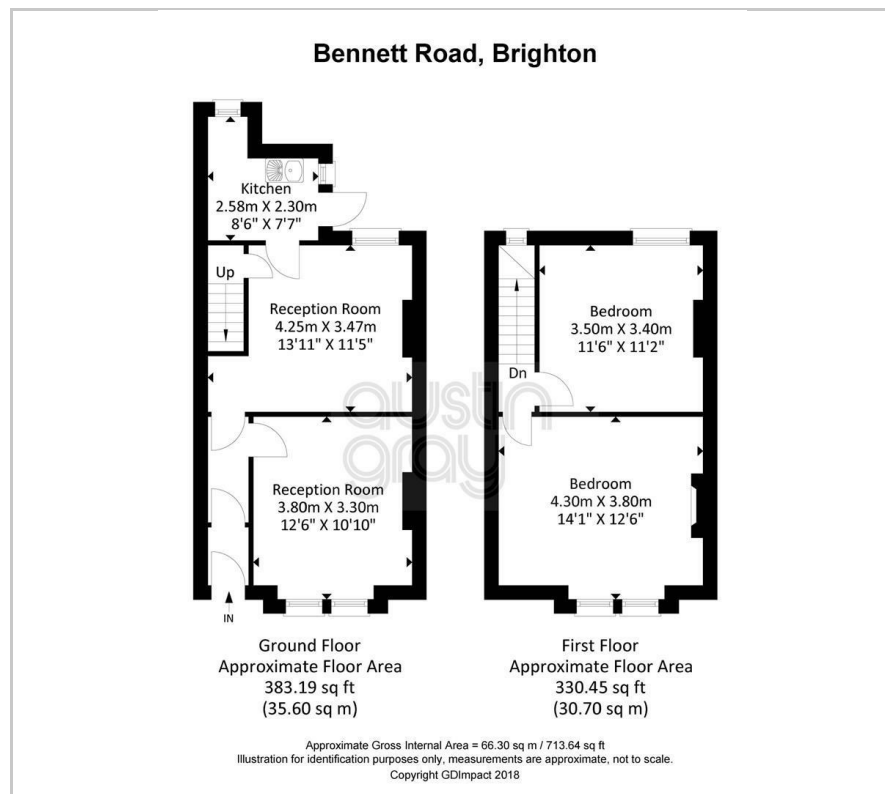 Bennett Road, Brighton
Kitchen
2.58m X 2.30m
8'6" X 7'7"
Up
Reception Room
4.25m X 3.47m
13'11" X 11'5"
Reception Room
3.80m X 3.30m
12'6" X 10'10"
IN
Bedroom
3.50m X 3.40m
11'6" X 11'2"
Dn
Bedroom
4.30m X 3.80m
14'1" X 12'6"
austin
gray
Ground Floor
Approximate Floor Area
383.19 sq ft
(35.60 sq m)
First Floor
Approximate Floor Area
330.45 sq ft
(30.70 sq m)
Approximate Gross Internal Area = 66.30 sq m / 713.64 sq ft
Illustration for identification purposes only, measurements are approximate, not to scale.
Copyright GDImpact 2018